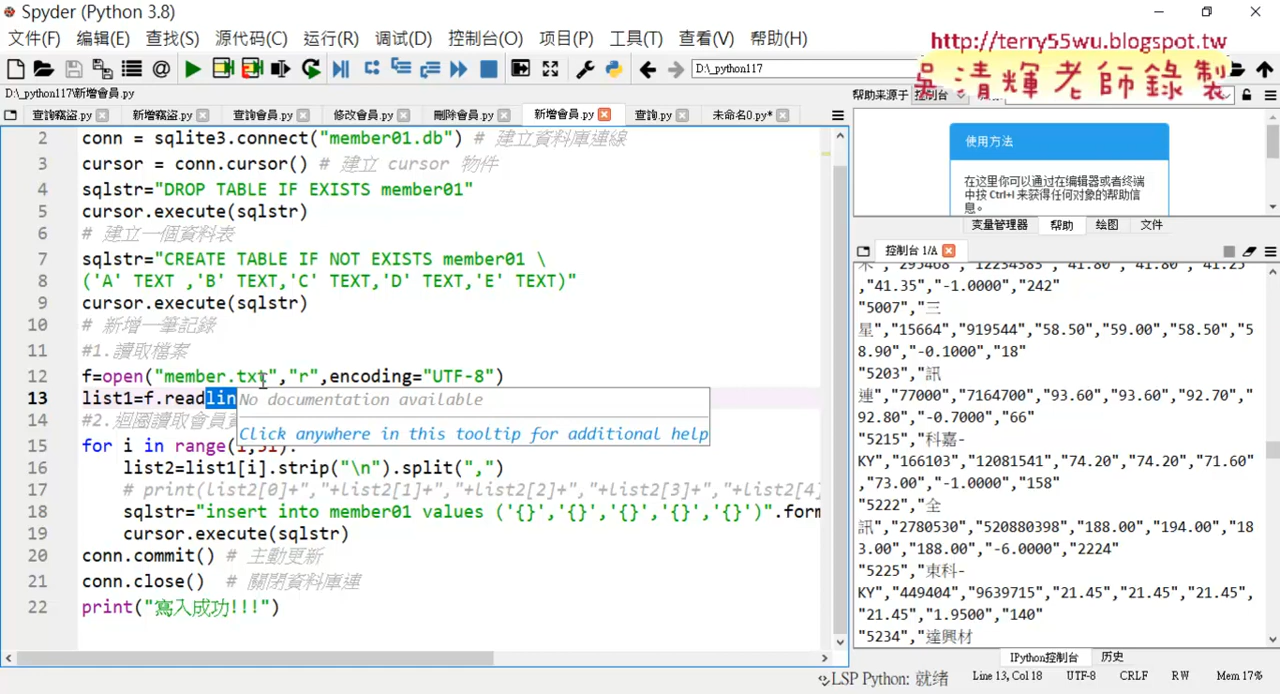 Spyder (Python 3.8)
文件(F) 编辑(E) 查找(S) 源代码(C) 运行(R) 调试(D) 控制台(O) 项目(P) 工具(T) 查看(V) 帮助(H)
http://terry55wu.blogspot.tw
吳清輝老師錄製
D:\_python117
D:\_python117\新增會員.py
帮助来源于 控制台
查詢竊盜.py 新增竊盜.py 查詢會員.py 修改會員.py 刪除會員.py 新增會員.py 查詢.py 未命名0.py*
2 conn = sqlite3.connect("member01.db") # 建立資料庫連線
3 cursor = conn.cursor() # 建立 cursor 物件
4 sqlstr="DROP TABLE IF EXISTS member01"
5 cursor.execute(sqlstr)
6 # 建立一個資料表
7 sqlstr="CREATE TABLE IF NOT EXISTS member01 \
8 ('A' TEXT ,'B' TEXT,'C' TEXT,'D' TEXT,'E' TEXT)"
9 cursor.execute(sqlstr)
10 # 新增一筆記錄
11 #1.讀取檔案
12 f=open("member.txt","r",encoding="UTF-8")
13 list1=f.readlin
No documentation available
Click anywhere in this tooltip for additional help
14 #2.迴圈讀取會員
15 for i in range(
16 list2=list1[i].strip("\n").split(",")
17 # print(list2[0]+","+list2[1]+","+list2[2]+","+list2[3]+","+list2[4]
18 sqlstr="insert into member01 values ('{}','{}','{}','{}','{}')".form
19 cursor.execute(sqlstr)
20 conn.commit() # 主動更新
21 conn.close() # 關閉資料庫連
22 print("寫入成功!!!")
使用方法
在这里你可以通过在编辑器或者终端
中按 Ctrl+I 来获得任何对象的帮助信
息。
变量管理器 帮助 绘图 文件
控制台 1/A
","295468","12234385","41.80","41.80","41.25"
,"41.35","-1.0000","242"
"5007","三
星","15664","919544","58.50","59.00","58.50","5
8.90","-0.1000","18"
"5203","訊
連","77000","7164700","93.60","93.60","92.70","
92.80","-0.7000","66"
"5215","科嘉-
KY","166103","12081541","74.20","74.20","71.60"
,"73.00","-1.0000","158"
"5222","全
訊","2780530","520880398","188.00","194.00","18
3.00","188.00","-6.0000","2224"
"5225","東科-
KY","449404","9639715","21.45","21.45","21.45",
"21.45","1.9500","140"
"5234","達興材
IPython控制台 历史
LSP Python: 就绪 Line 13, Col 18 UTF-8 CRLF RW Mem 17%